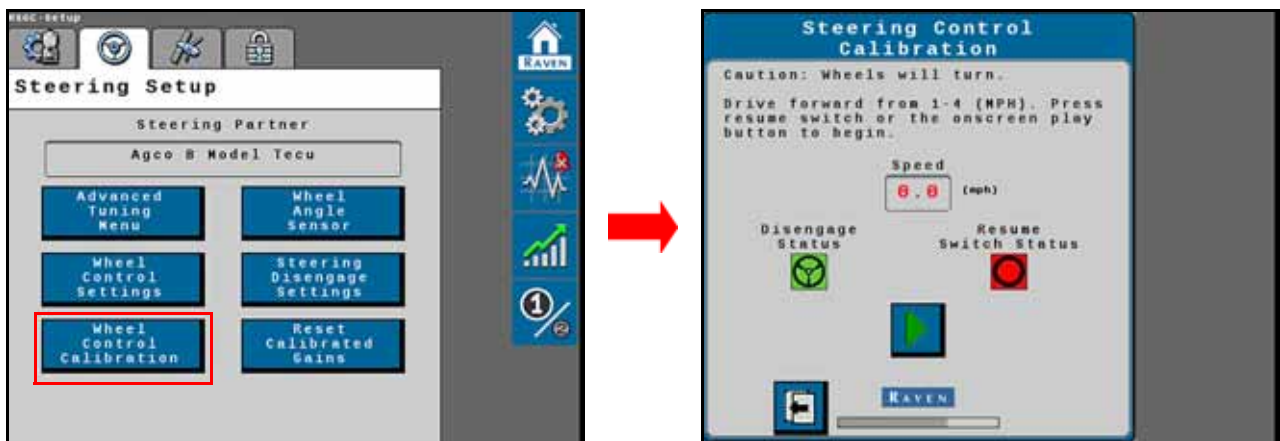 RSGC-Setup
Steering Setup
Steering Partner
Agco B Model Tecu
Advanced
Tuning
Menu
Wheel
Angle
Sensor
Wheel
Control
Settings
Steering
Disengage
Settings
Wheel
Control
Calibration
Reset
Calibrated
Gains
RAVEN
1/2
Steering Control
Calibration
Caution: Wheels will turn.
Drive forward from 1-4 (MPH). Press
resume switch or the onscreen play
button to begin.
Speed
0.0 (mph)
Disengage
Status
Resume
Switch Status
RAVEN